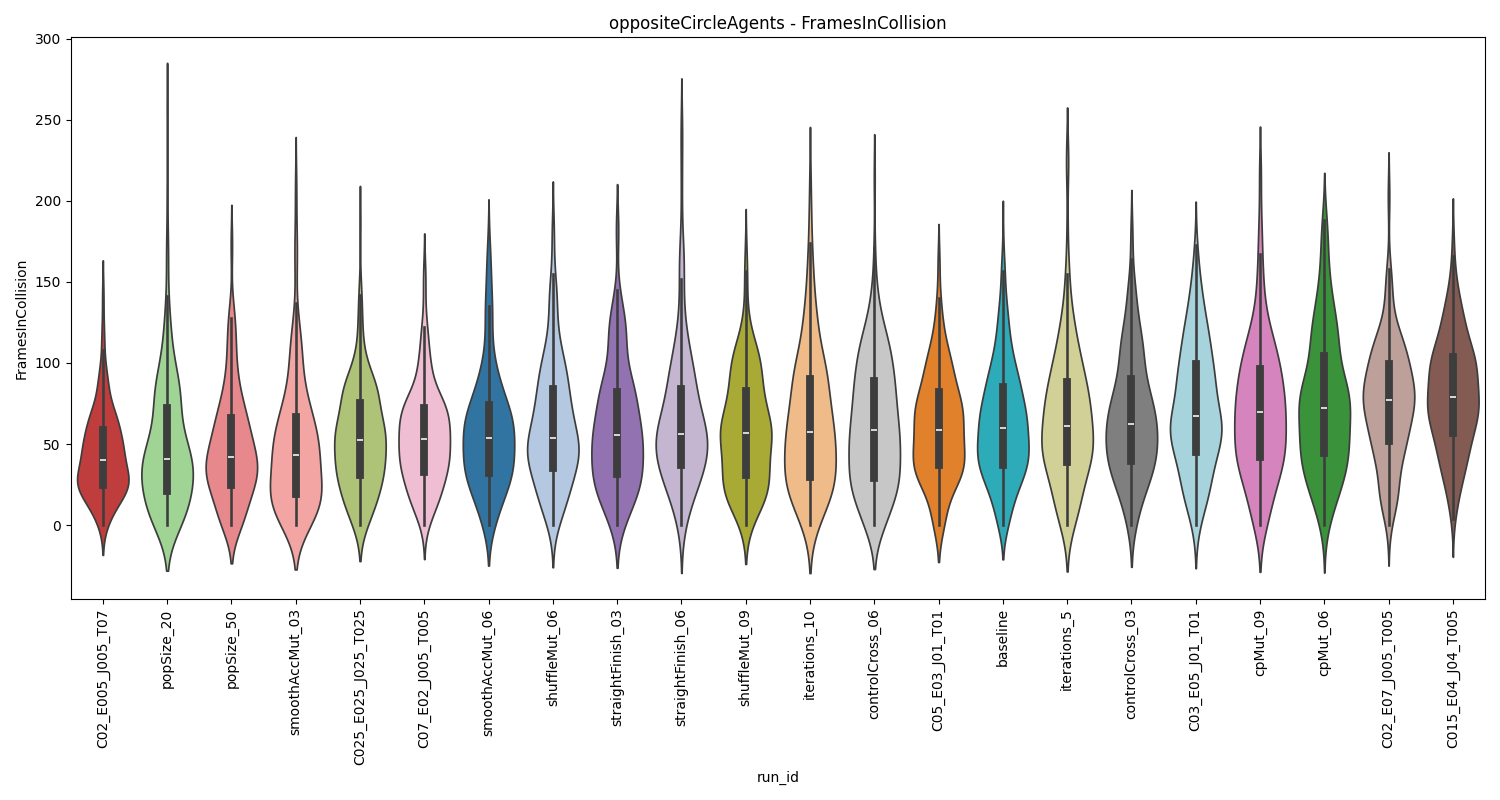 oppositeCircleAgents - FramesInCollision
300
250
200
150
100
50
0
FramesInCollision
C02_E005_J005_T07
popSize_20
popSize_50
smoothAccMut_03
C025_E025_J025_T025
C07_E02_J005_T005
smoothAccMut_06
shuffleMut_06
straightFinish_03
straightFinish_06
shuffleMut_09
iterations_10
controlCross_06
C05_E03_J01_T01
baseline
iterations_5
controlCross_03
C03_E05_J01_T01
cpMut_09
cpMut_06
C02_E07_J005_T005
C015_E04_J04_T005
run_id